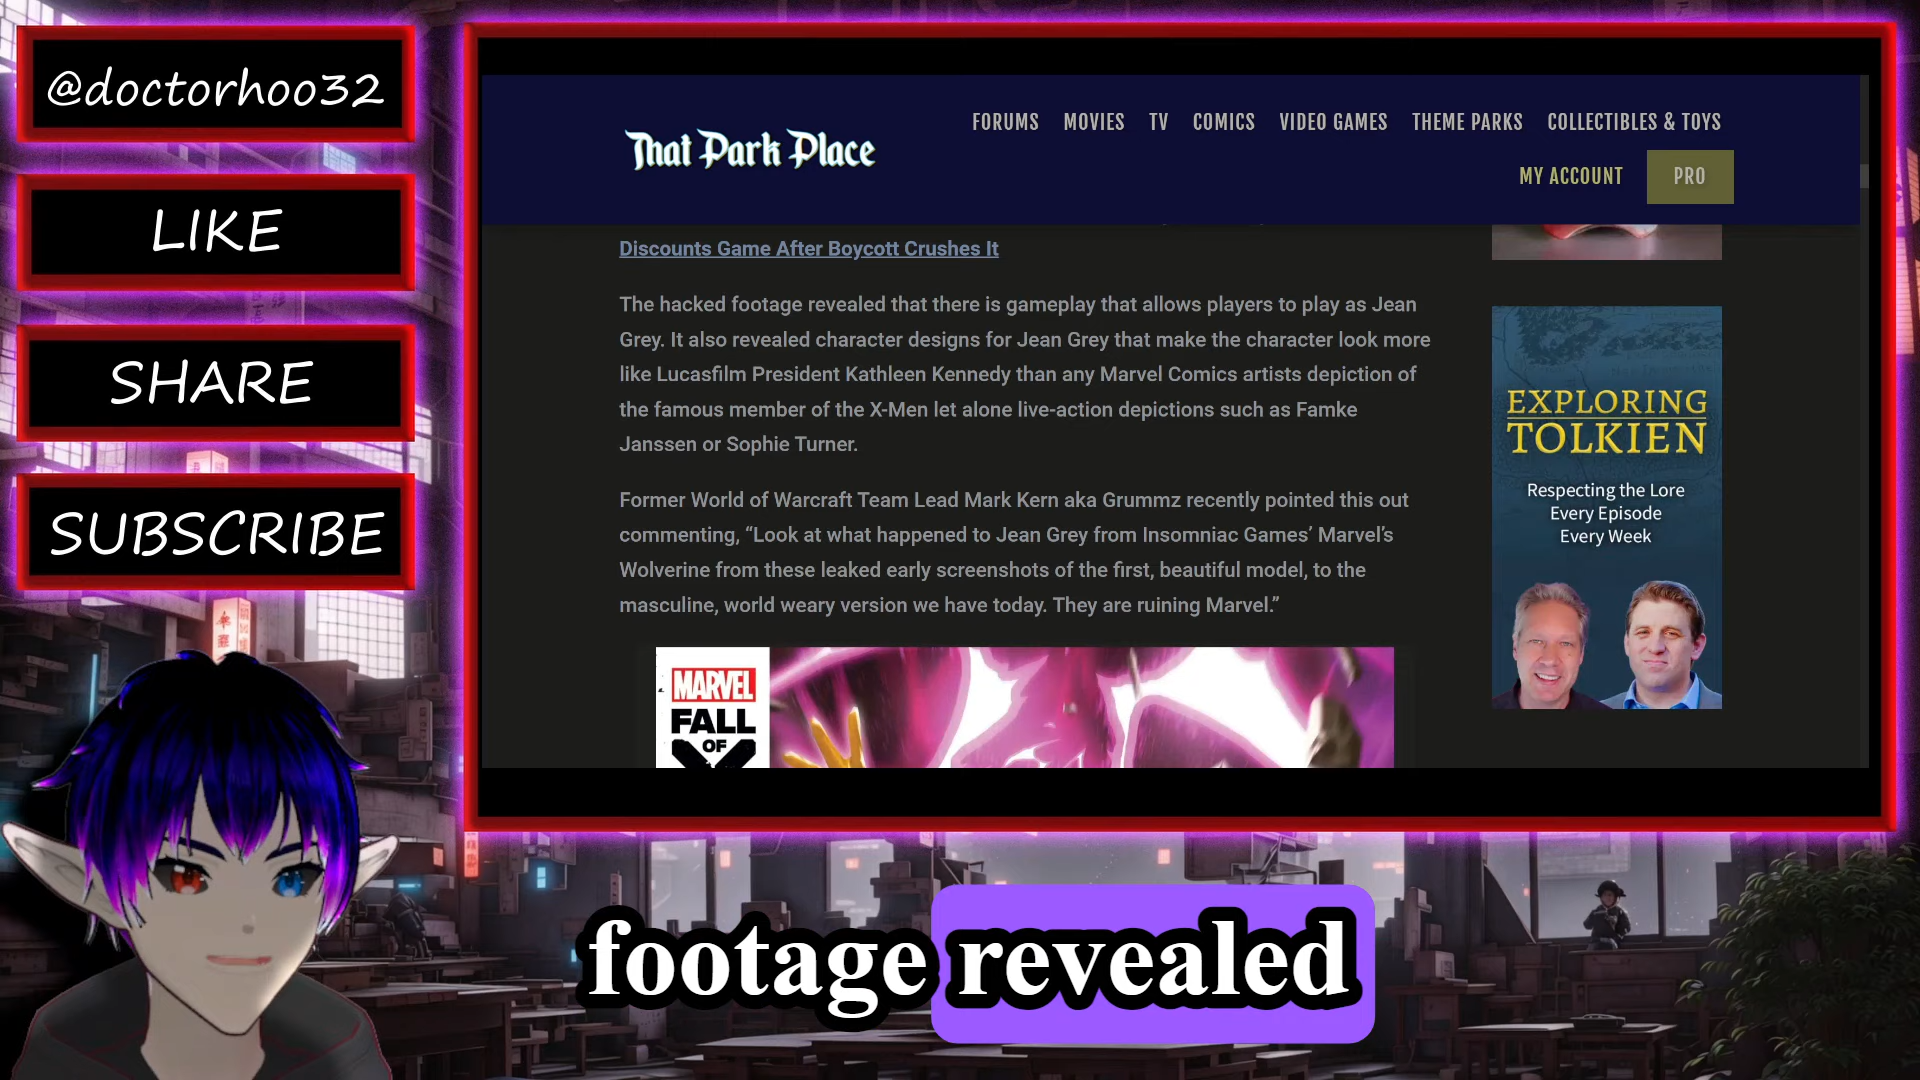 @doctorhoo32
LIKE
SHARE
SUBSCRIBE
That Park Place
FORUMS MOVIES TV COMICS VIDEO GAMES THEME PARKS COLLECTIBLES & TOYS
MY ACCOUNT PRO
Discounts Game After Boycott Crushes It
The hacked footage revealed that there is gameplay that allows players to play as Jean
Grey. It also revealed character designs for Jean Grey that make the character look more
like Lucasfilm President Kathleen Kennedy than any Marvel Comics artists depiction of
the famous member of the X-Men let alone live-action depictions such as Famke
Janssen or Sophie Turner.
Former World of Warcraft Team Lead Mark Kern aka Grummz recently pointed this out
commenting, “Look at what happened to Jean Grey from Insomniac Games’ Marvel’s
Wolverine from these leaked early screenshots of the first, beautiful model, to the
masculine, world weary version we have today. They are ruining Marvel.”
MARVEL
FALL
OF
X
EXPLORING
TOLKIEN
Respecting the Lore
Every Episode
Every Week
footage revealed